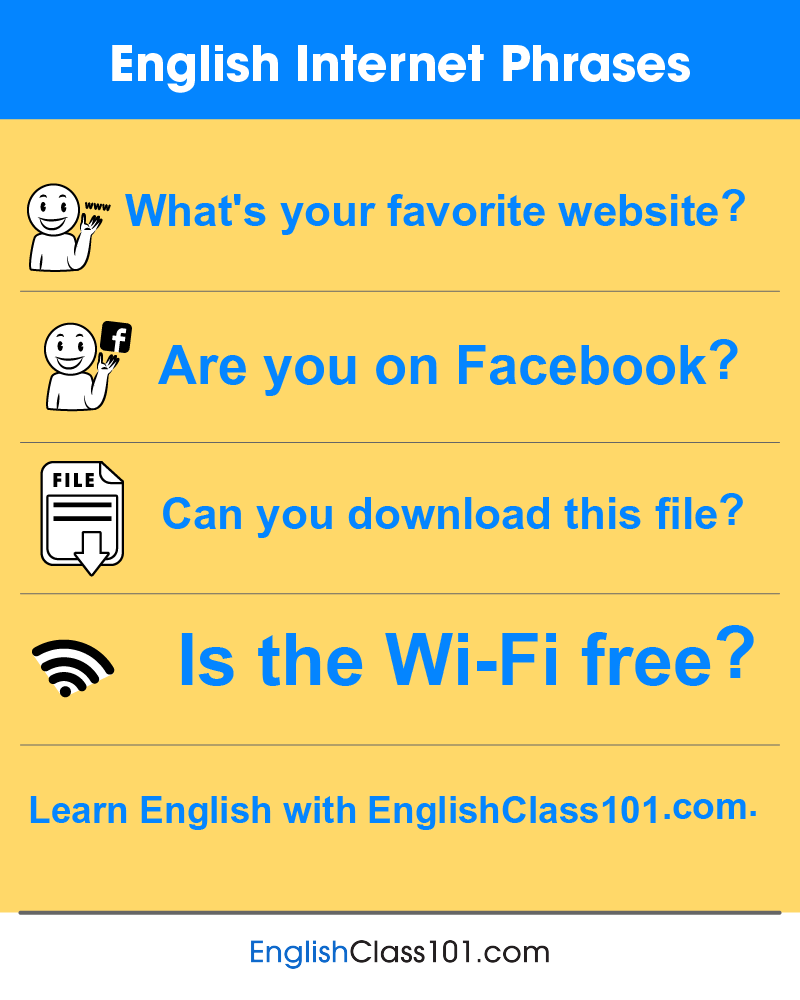 English Internet Phrases
www
What's your favorite website?
f
Are you on Facebook?
FILE
Can you download this file?
Is the Wi-Fi free?
Learn English with EnglishClass101.com.
EnglishClass101.com